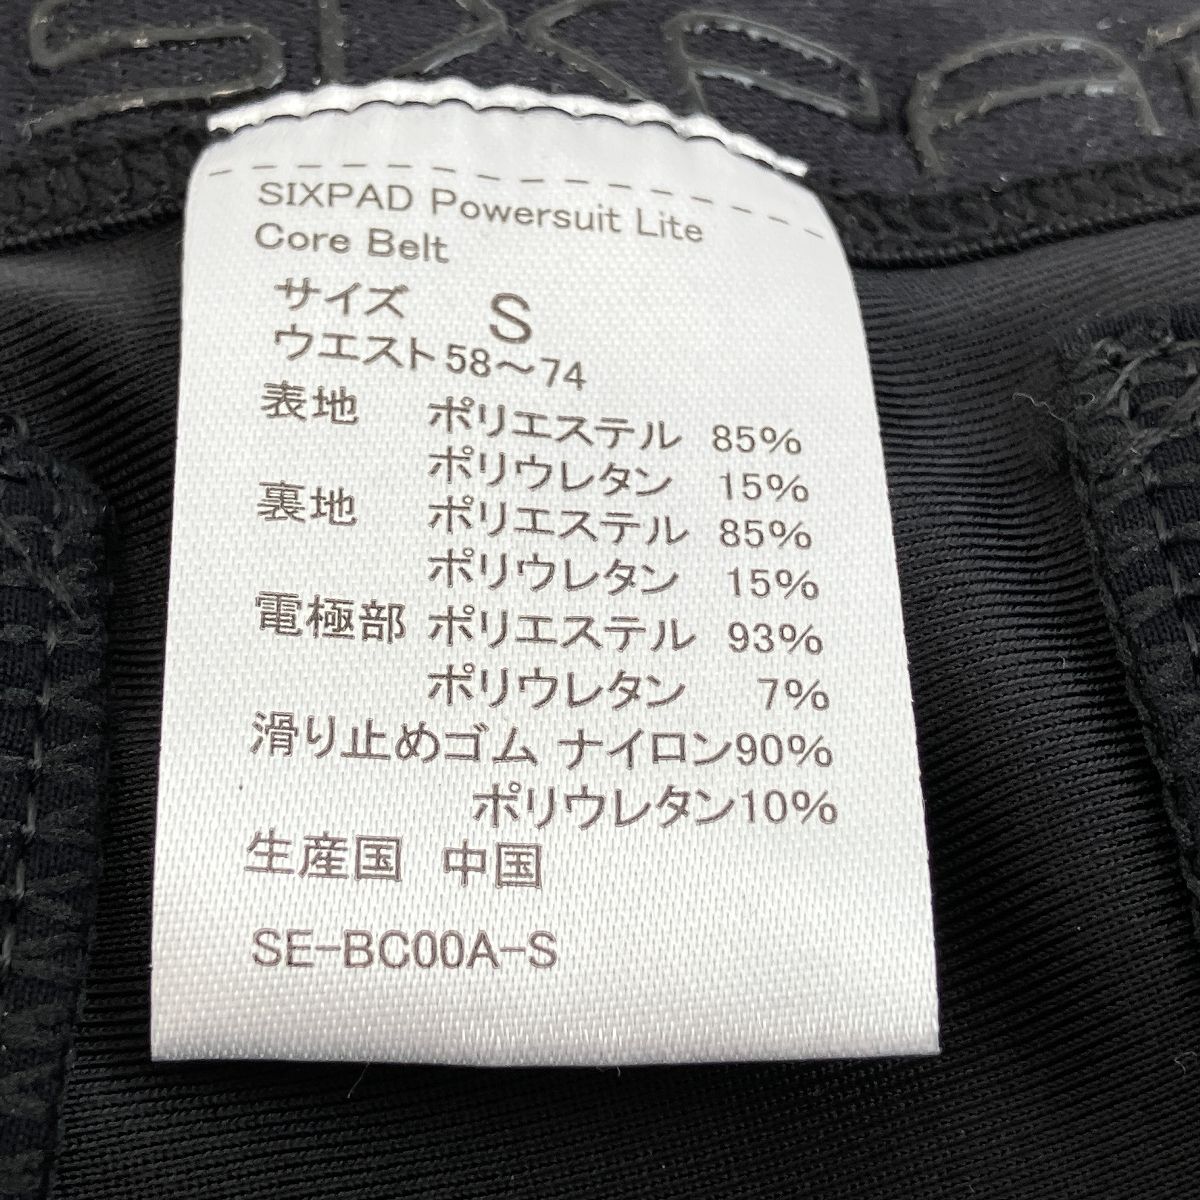 SIXPAD
SIXPAD Powersuit Lite
Core Belt
サイズ S
ウエスト58～74
表地 ポリエステル 85%
ポリウレタン 15%
裏地 ポリエステル 85%
ポリウレタン 15%
電極部 ポリエステル 93%
ポリウレタン 7%
滑り止めゴム ナイロン90%
ポリウレタン10%
生産国 中国
SE-BC00A-S